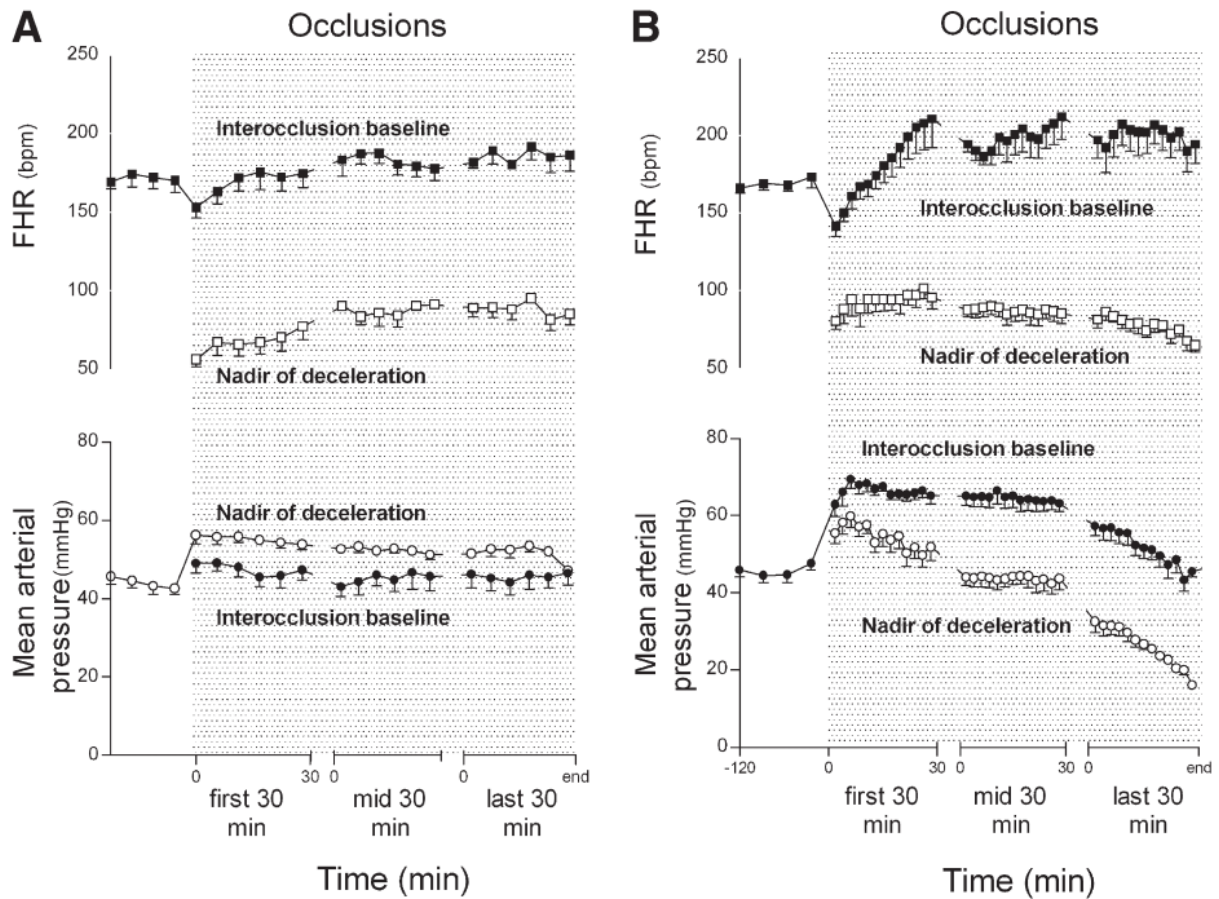 A
Occlusions
250
200
150
100
50
FHR (bpm)
Interocclusion baseline
Nadir of deceleration
80
60
40
20
0
Mean arterial
pressure (mmHg)
Nadir of deceleration
Interocclusion baseline
0
30
0
0
end
first 30
min
mid 30
min
last 30
min
Time (min)
B
Occlusions
250
200
150
100
50
FHR (bpm)
Interocclusion baseline
Nadir of deceleration
80
60
40
20
0
Mean arterial
pressure (mmHg)
Interocclusion baseline
Nadir of deceleration
-120
0
30
0
30
0
end
first 30
min
mid 30
min
last 30
min
Time (min)